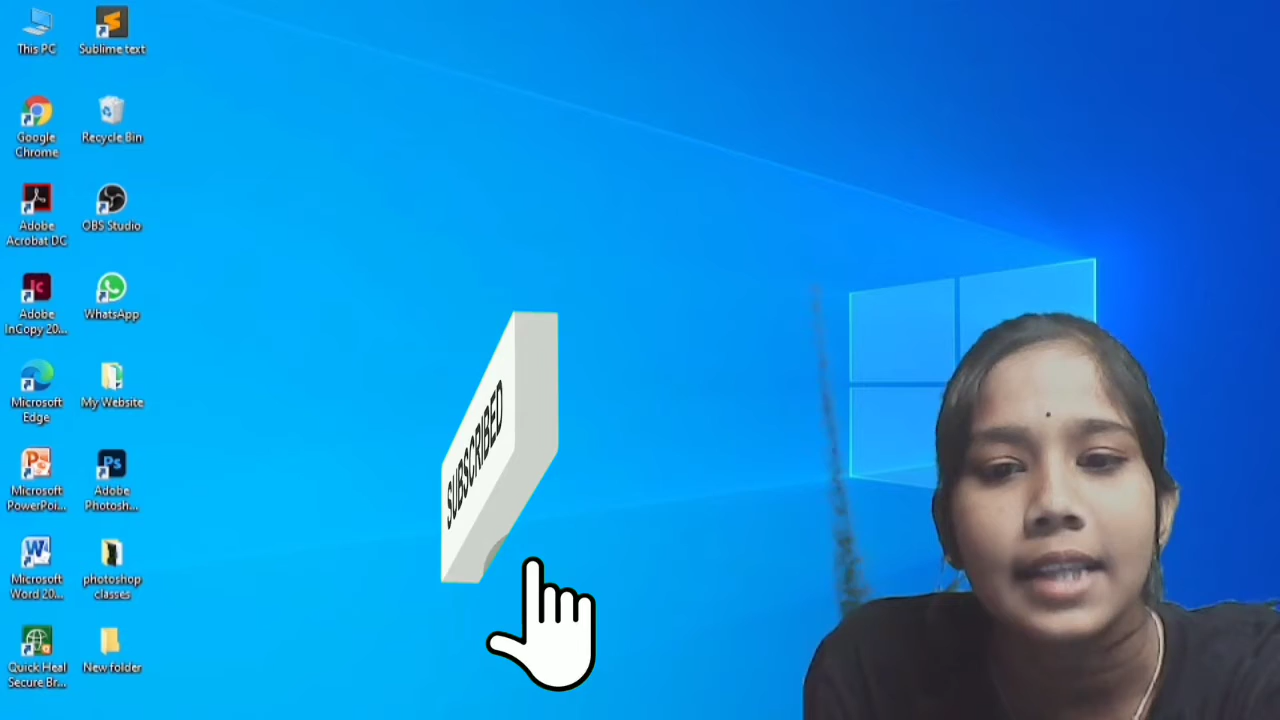 This PC
Sublime text
Google
Chrome
Recycle Bin
Adobe
Acrobat DC
OBS Studio
Adobe
InCopy 20...
WhatsApp
Microsoft
Edge
My Website
Microsoft
PowerPoi...
Adobe
Photosh...
Microsoft
Word 20...
photoshop
classes
Quick Heal
Secure Br...
New folder
SUBSCRIBED